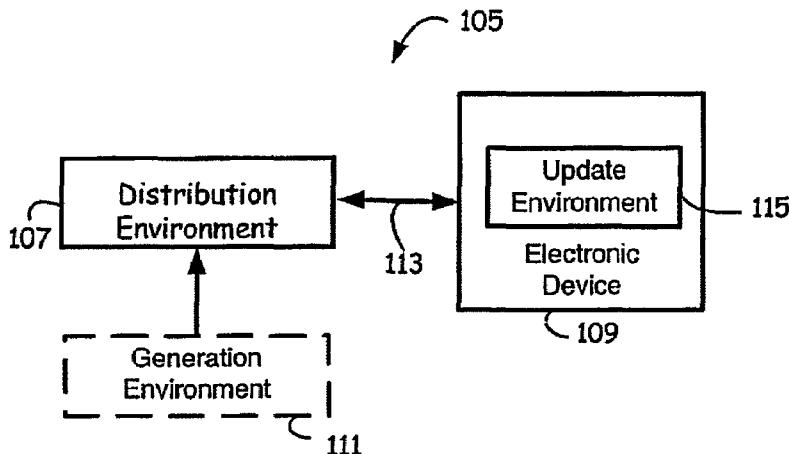 105
Distribution
Environment
107
113
Update
Environment
115
Electronic
Device
109
Generation
Environment
111